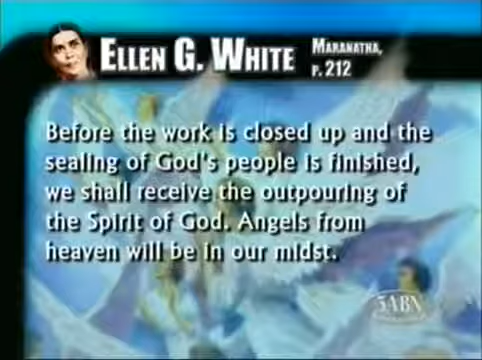 ELLEN G. WHITE
MARANATHA,
P. 212
Before the work is closed up and the
sealing of God's people is finished,
we shall receive the outpouring of
the Spirit of God. Angels from
heaven will be in our midst.
3ABN